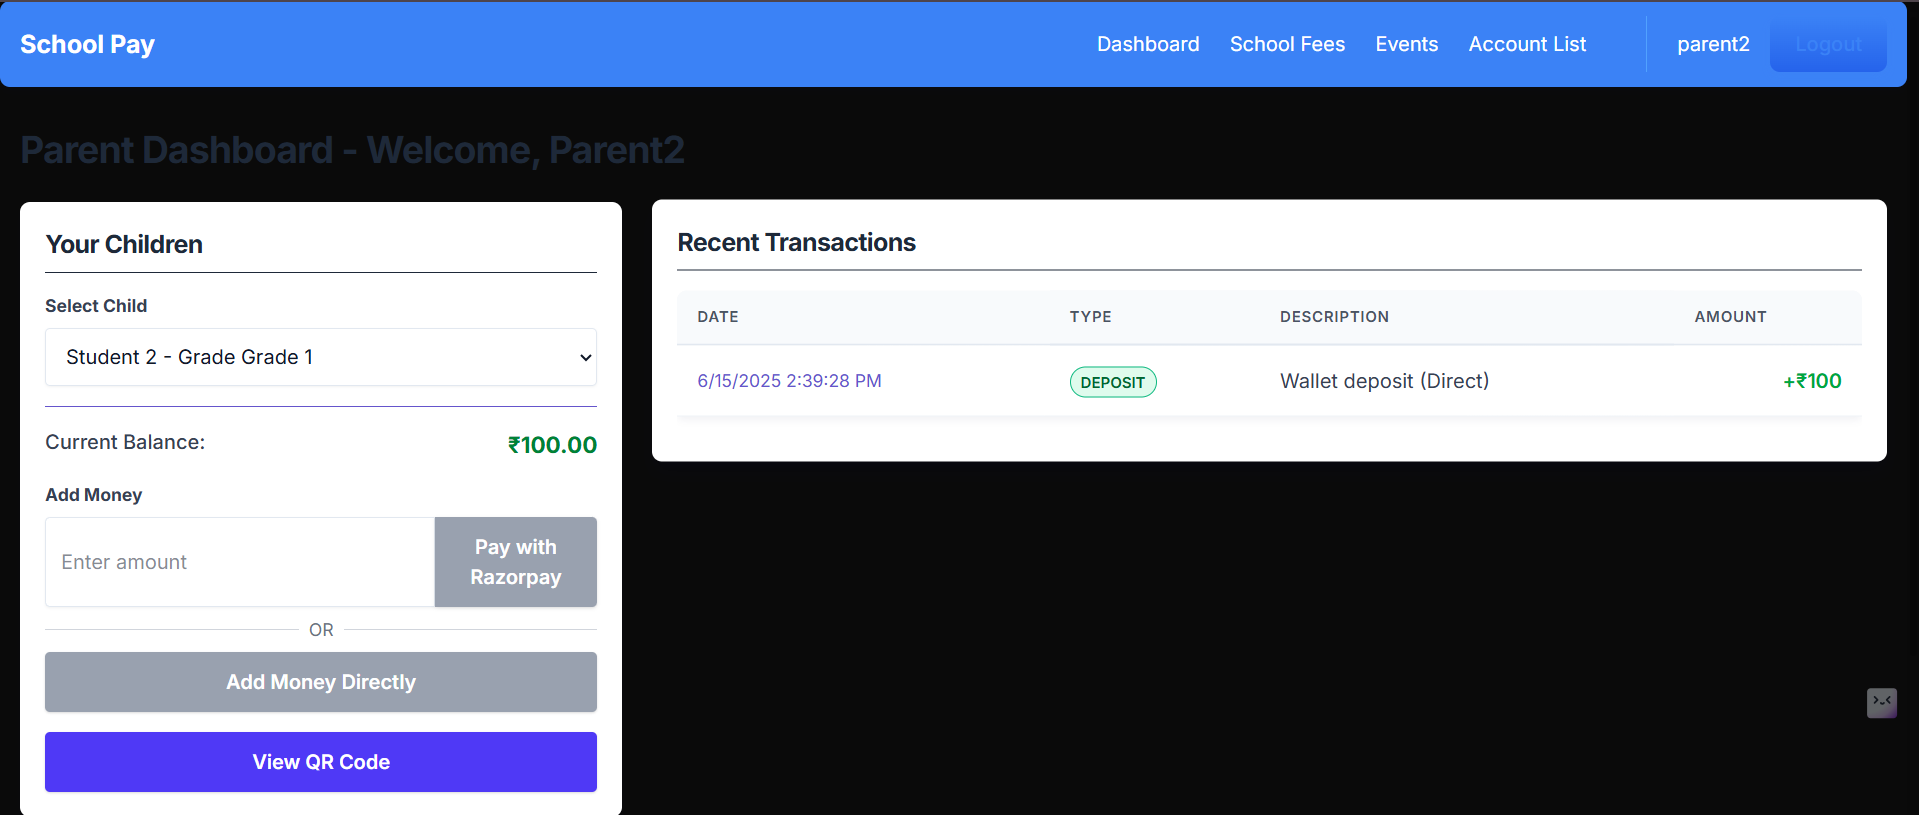 School Pay
Dashboard School Fees Events Account List parent2 Logout
Parent Dashboard - Welcome, Parent2
Your Children
Select Child
Student 2 - Grade Grade 1
Current Balance: ₹100.00
Add Money
Enter amount
Pay with
Razorpay
OR
Add Money Directly
View QR Code
Recent Transactions
DATE TYPE DESCRIPTION AMOUNT
6/15/2025 2:39:28 PM DEPOSIT Wallet deposit (Direct) +₹100